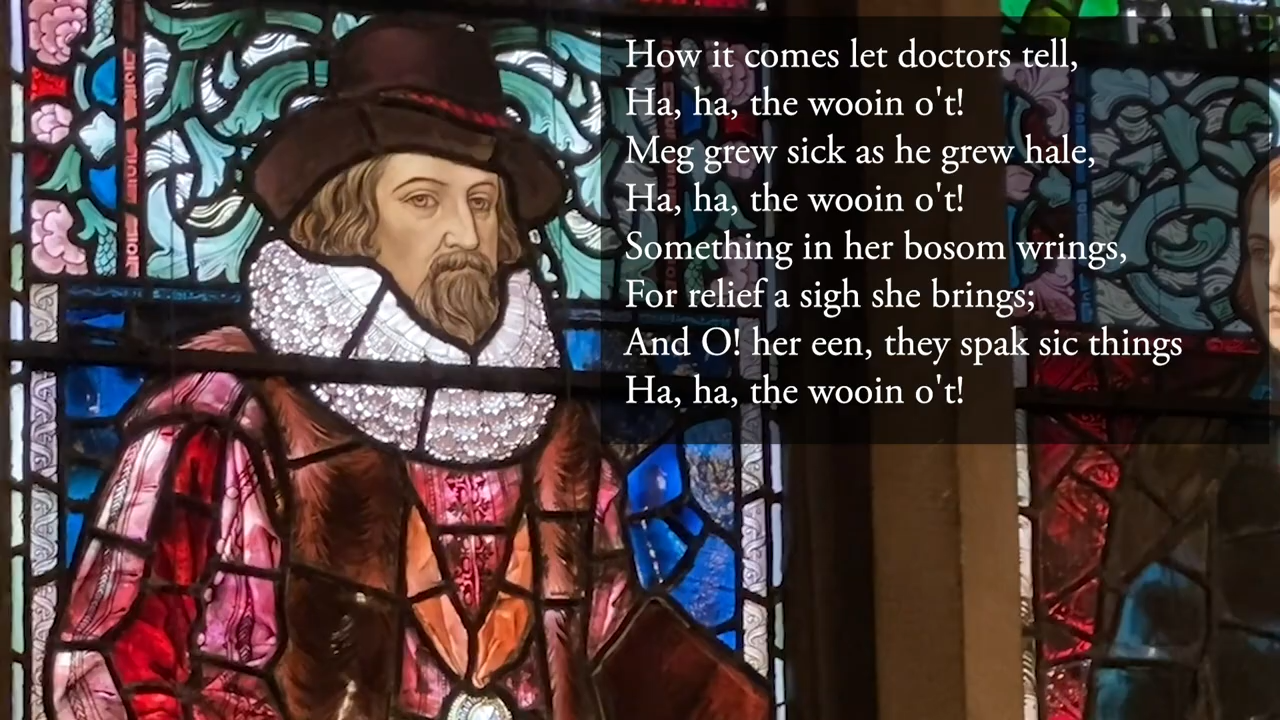 How it comes let doctors tell,
Ha, ha, the wooin o't!
Meg grew sick as he grew hale,
Ha, ha, the wooin o't!
Something in her bosom wrings,
For relief a sigh she brings;
And O! her een, they spak sic things
Ha, ha, the wooin o't!